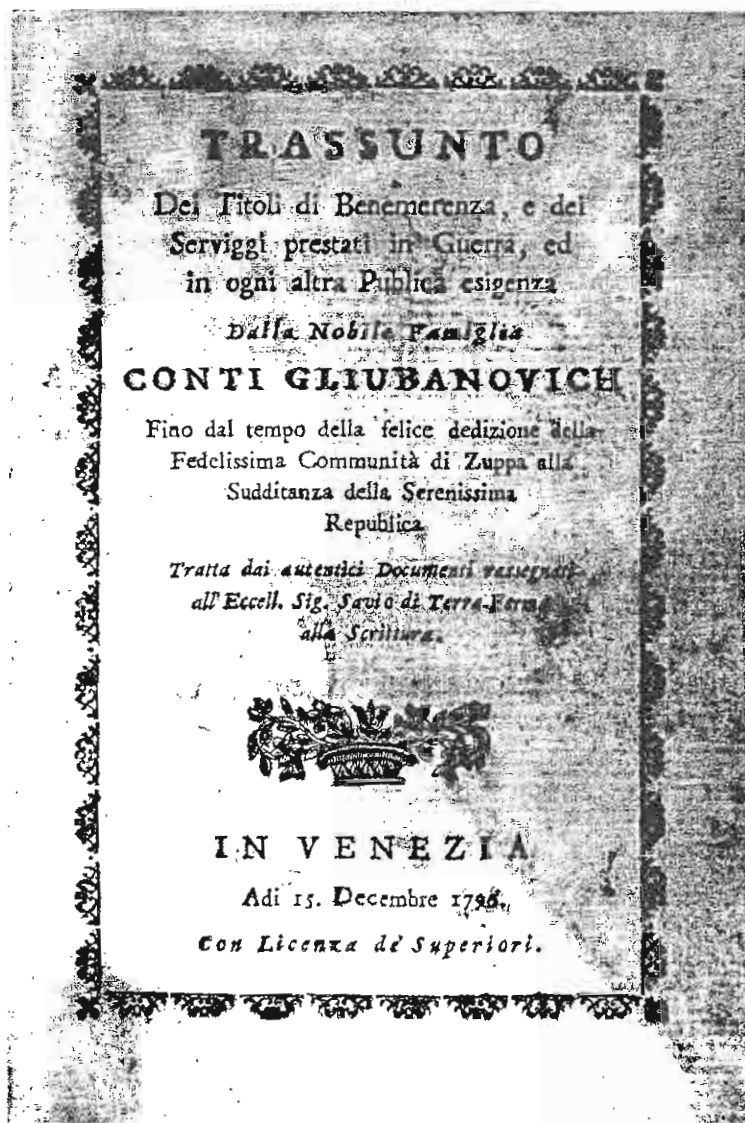 TRASSUNTO
Dei Titoli di Benemerenza, e dei
Serviggi prestati in Guerra, ed
in ogni altra Publica esigenza
Dalla Nobile Famiglia
CONTI GLIUBANOVICH
Fino dal tempo della felice dedizione della
Fedelissima Communità di Zuppa alla
Sudditanza della Serenissima
Republica
Tratta dai autentici Documenti rassegnati
all'Eccell. Sig. Savio di Terra-Ferma
alla Scrittura.
IN VENEZIA
Adi 15. Decembre
Con Licenza de' Superiori.